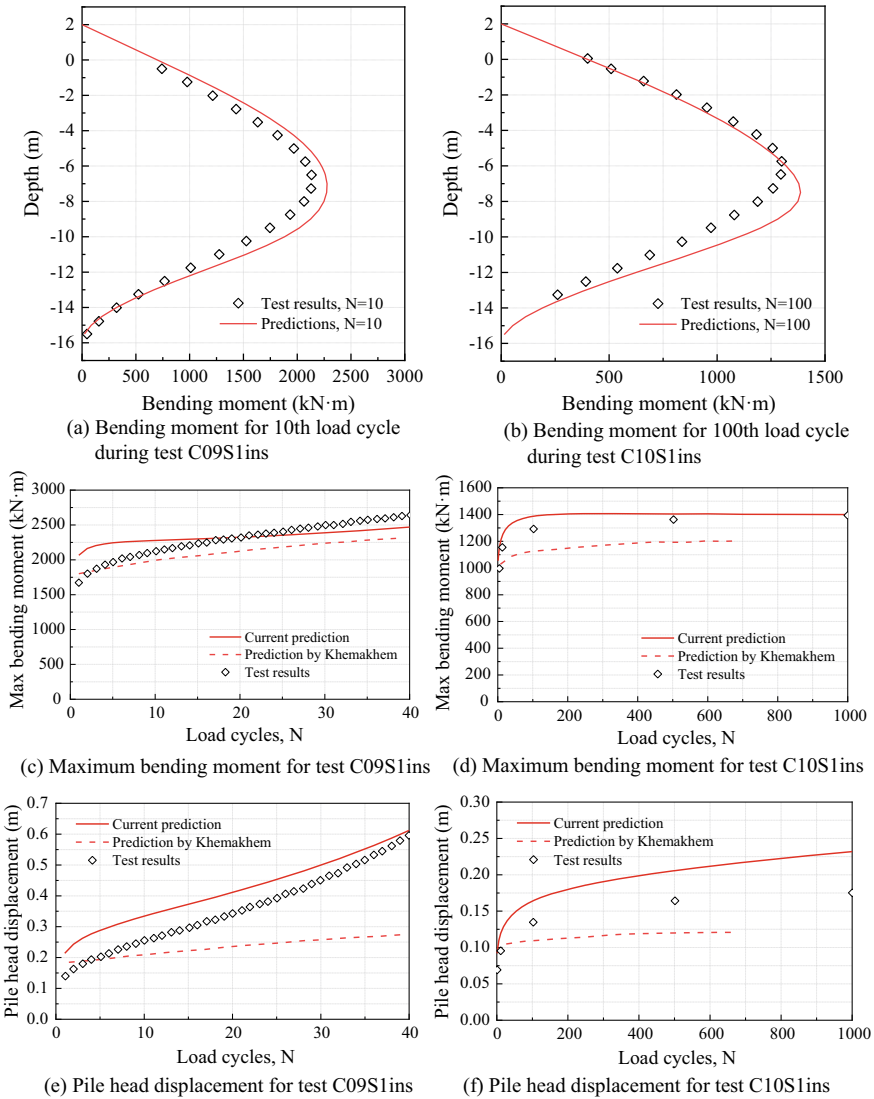 2
0
-2
-4
-6
-8
-10
-12
-14
-16
Depth (m)
Test results, N=10
Predictions, N=10
0 500 1000 1500 2000 2500 3000
Bending moment (kN·m)
(a) Bending moment for 10th load cycle
during test C09S1ins
2
0
-2
-4
-6
-8
-10
-12
-14
-16
Depth (m)
Test results, N=100
Predictions, N=100
0 500 1000 1500
Bending moment (kN·m)
(b) Bending moment for 100th load cycle
during test C10S1ins
3000
2500
2000
1500
1000
500
0
Max bending moment (kN·m)
Current prediction
Prediction by Khemakhem
Test results
0 10 20 30 40
Load cycles, N
(c) Maximum bending moment for test C09S1ins
1600
1400
1200
1000
800
600
400
200
0
Max bending moment (kN·m)
Current prediction
Prediction by Khemakhem
Test results
0 200 400 600 800 1000
Load cycles, N
(d) Maximum bending moment for test C10S1ins
0.7
0.6
0.5
0.4
0.3
0.2
0.1
0.0
Pile head displacement (m)
Current prediction
Prediction by Khemakhem
Test results
0 10 20 30 40
Load cycles, N
(e) Pile head displacement for test C09S1ins
0.30
0.25
0.20
0.15
0.10
0.05
0.00
Pile head displacement (m)
Current prediction
Prediction by Khemakhem
Test results
0 200 400 600 800 1000
Load cycles, N
(f) Pile head displacement for test C10S1ins